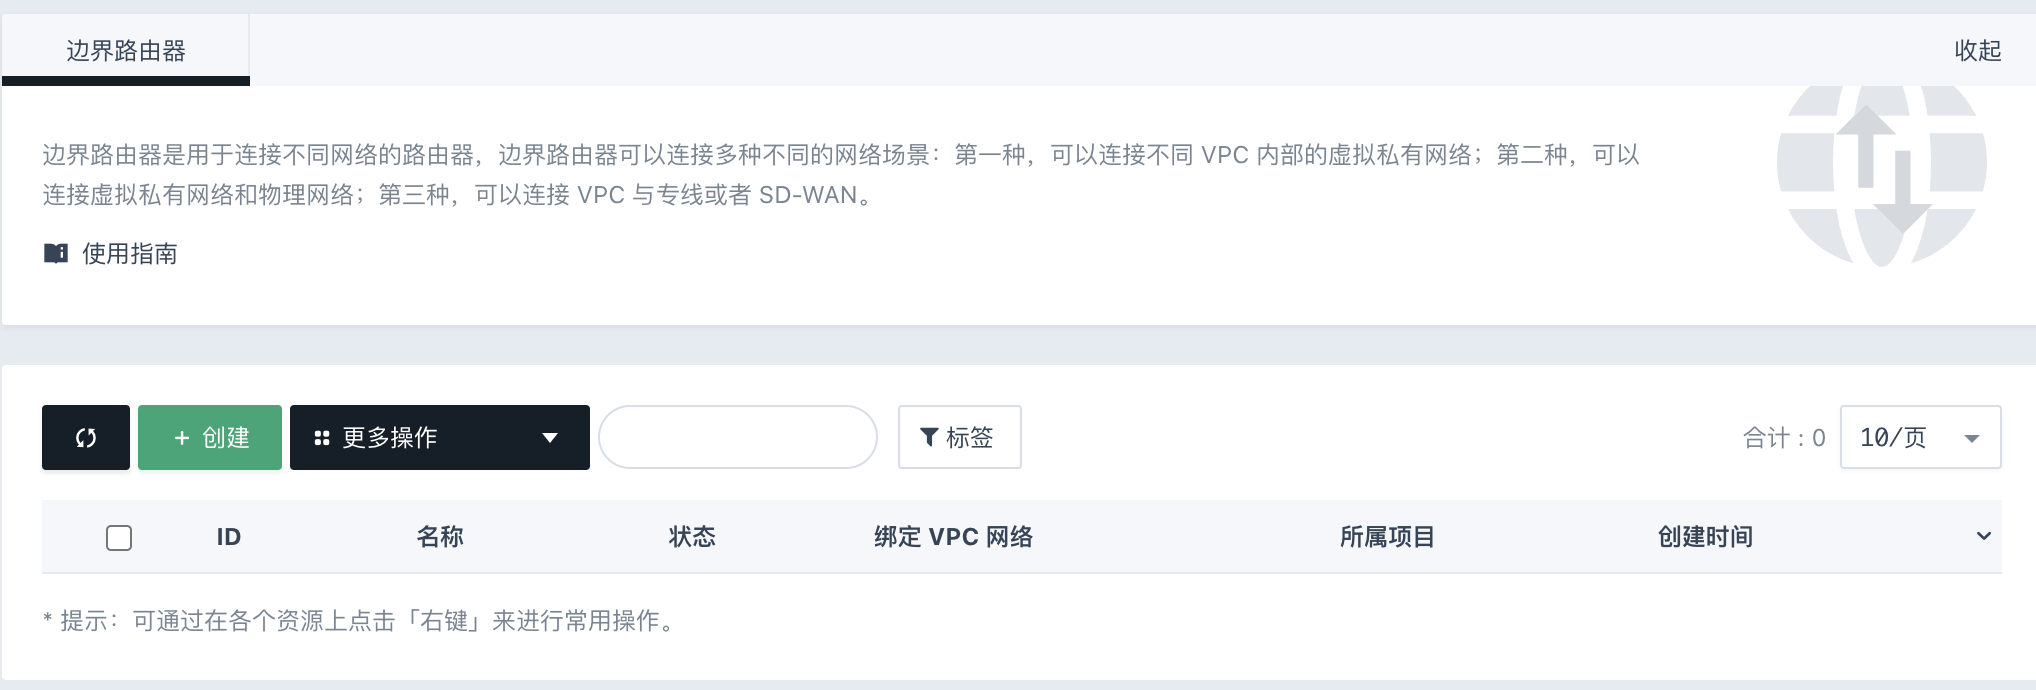 边界路由器
收起
边界路由器是用于连接不同网络的路由器，边界路由器可以连接多种不同的网络场景：第一种，可以连接不同 VPC 内部的虚拟私有网络；第二种，可以
连接虚拟私有网络和物理网络；第三种，可以连接 VPC 与专线或者 SD-WAN。
使用指南
+ 创建 更多操作 标签 合计 : 0 10/页
ID 名称 状态 绑定 VPC 网络 所属项目 创建时间
* 提示：可通过在各个资源上点击「右键」来进行常用操作。